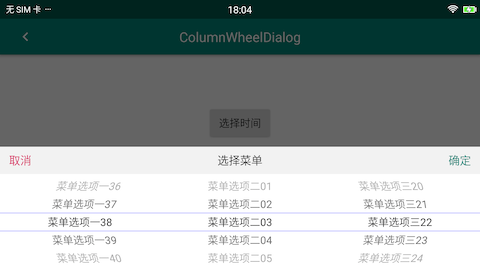 无 SIM 卡 ··· 18:04
ColumnWheelDialog
选择时间
取消 选择菜单 确定
菜单选项一36 菜单选项二01 菜单选项三20
菜单选项一37 菜单选项二02 菜单选项三21
菜单选项一38 菜单选项二03 菜单选项三22
菜单选项一39 菜单选项二04 菜单选项三23
菜单选项一40 菜单选项二05 菜单选项三24